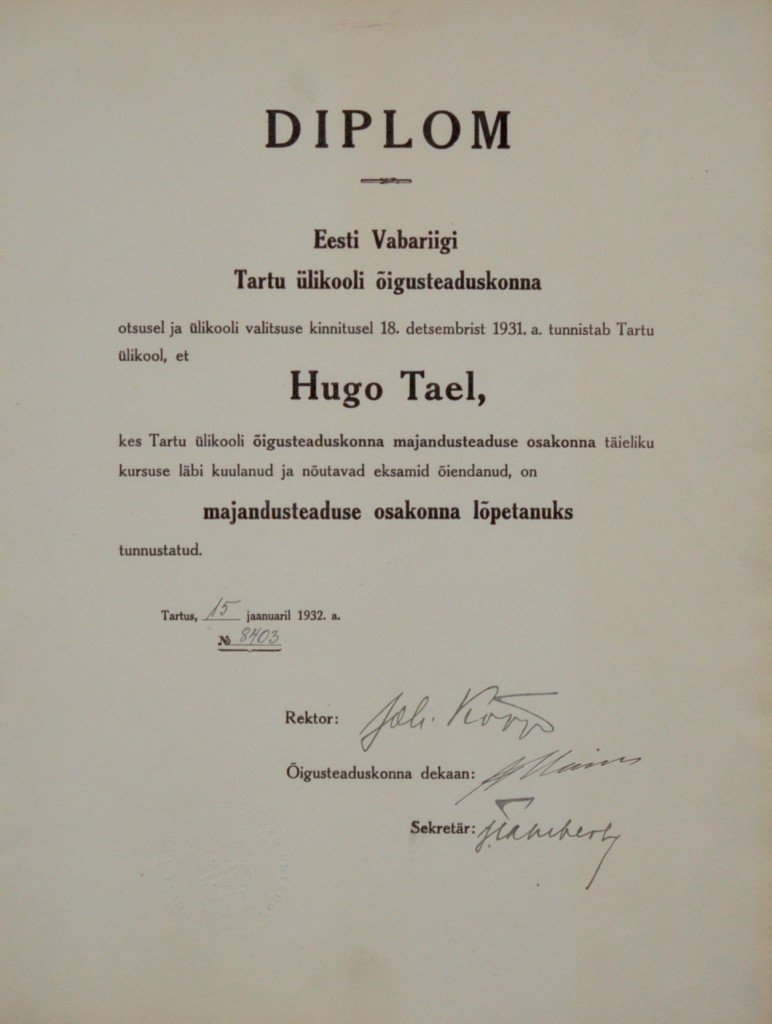 DIPLOM
Eesti Vabariigi
Tartu ülikooli õigusteaduskonna
otsusel ja ülikooli valitsuse kinnitusel 18. detsembrist 1931. a. tunnistab Tartu
ülikool, et
Hugo Tael,
kes Tartu ülikooli õigusteaduskonna majandusteaduse osakonna täieliku
kursuse läbi kuulanud ja nõutavad eksamid õiendanud, on
majandusteaduse osakonna lõpetanuks
tunnustatud.
Tartus, 15 jaanuaril 1932. a.
№ 8403.
Rektor: Joh. Kõpp
Õigusteaduskonna dekaan:
Sekretär: